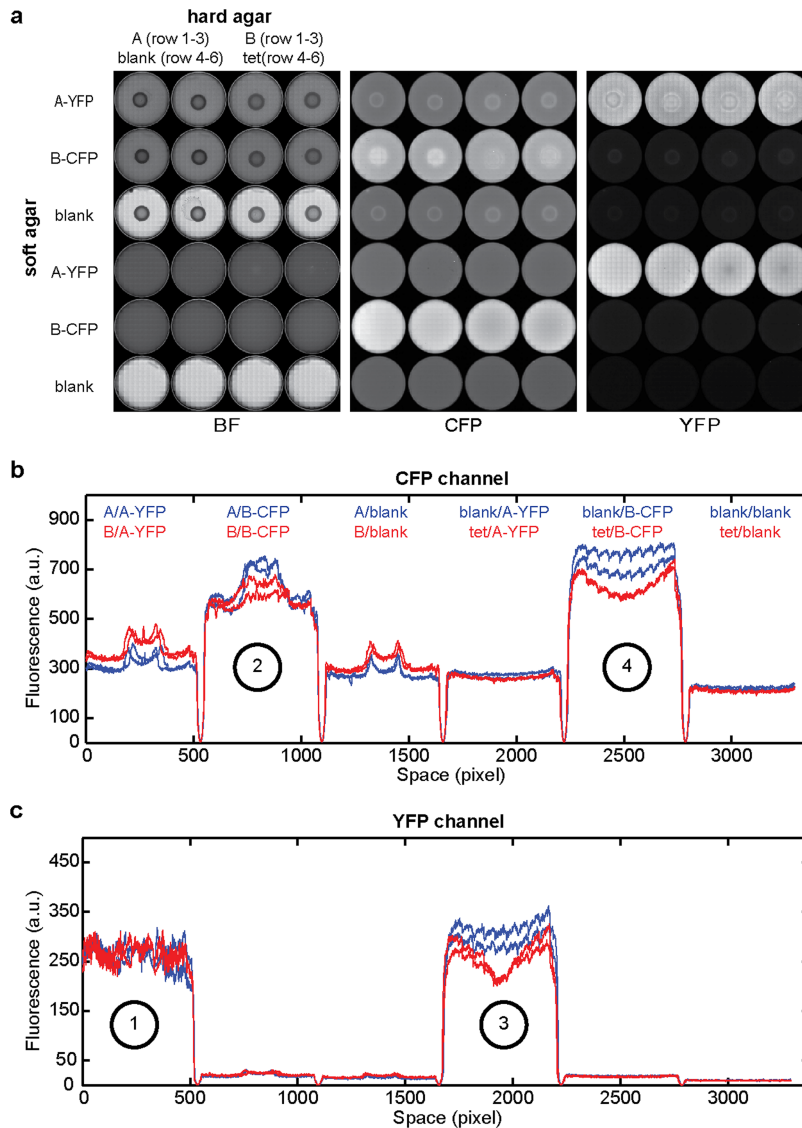 a
hard agar
A (row 1-3) B (row 1-3)
blank (row 4-6) tet(row 4-6)
soft agar
A-YFP
B-CFP
blank
A-YFP
B-CFP
blank
BF CFP YFP
b
CFP channel
A/A-YFP A/B-CFP A/blank blank/A-YFP blank/B-CFP blank/blank
B/A-YFP B/B-CFP B/blank tet/A-YFP tet/B-CFP tet/blank
Fluorescence (a.u.)
900
700
500
300
100
0
2 4
0 500 1000 1500 2000 2500 3000
Space (pixel)
c
YFP channel
Fluorescence (a.u.)
450
350
250
150
50
0
1 3
0 500 1000 1500 2000 2500 3000
Space (pixel)